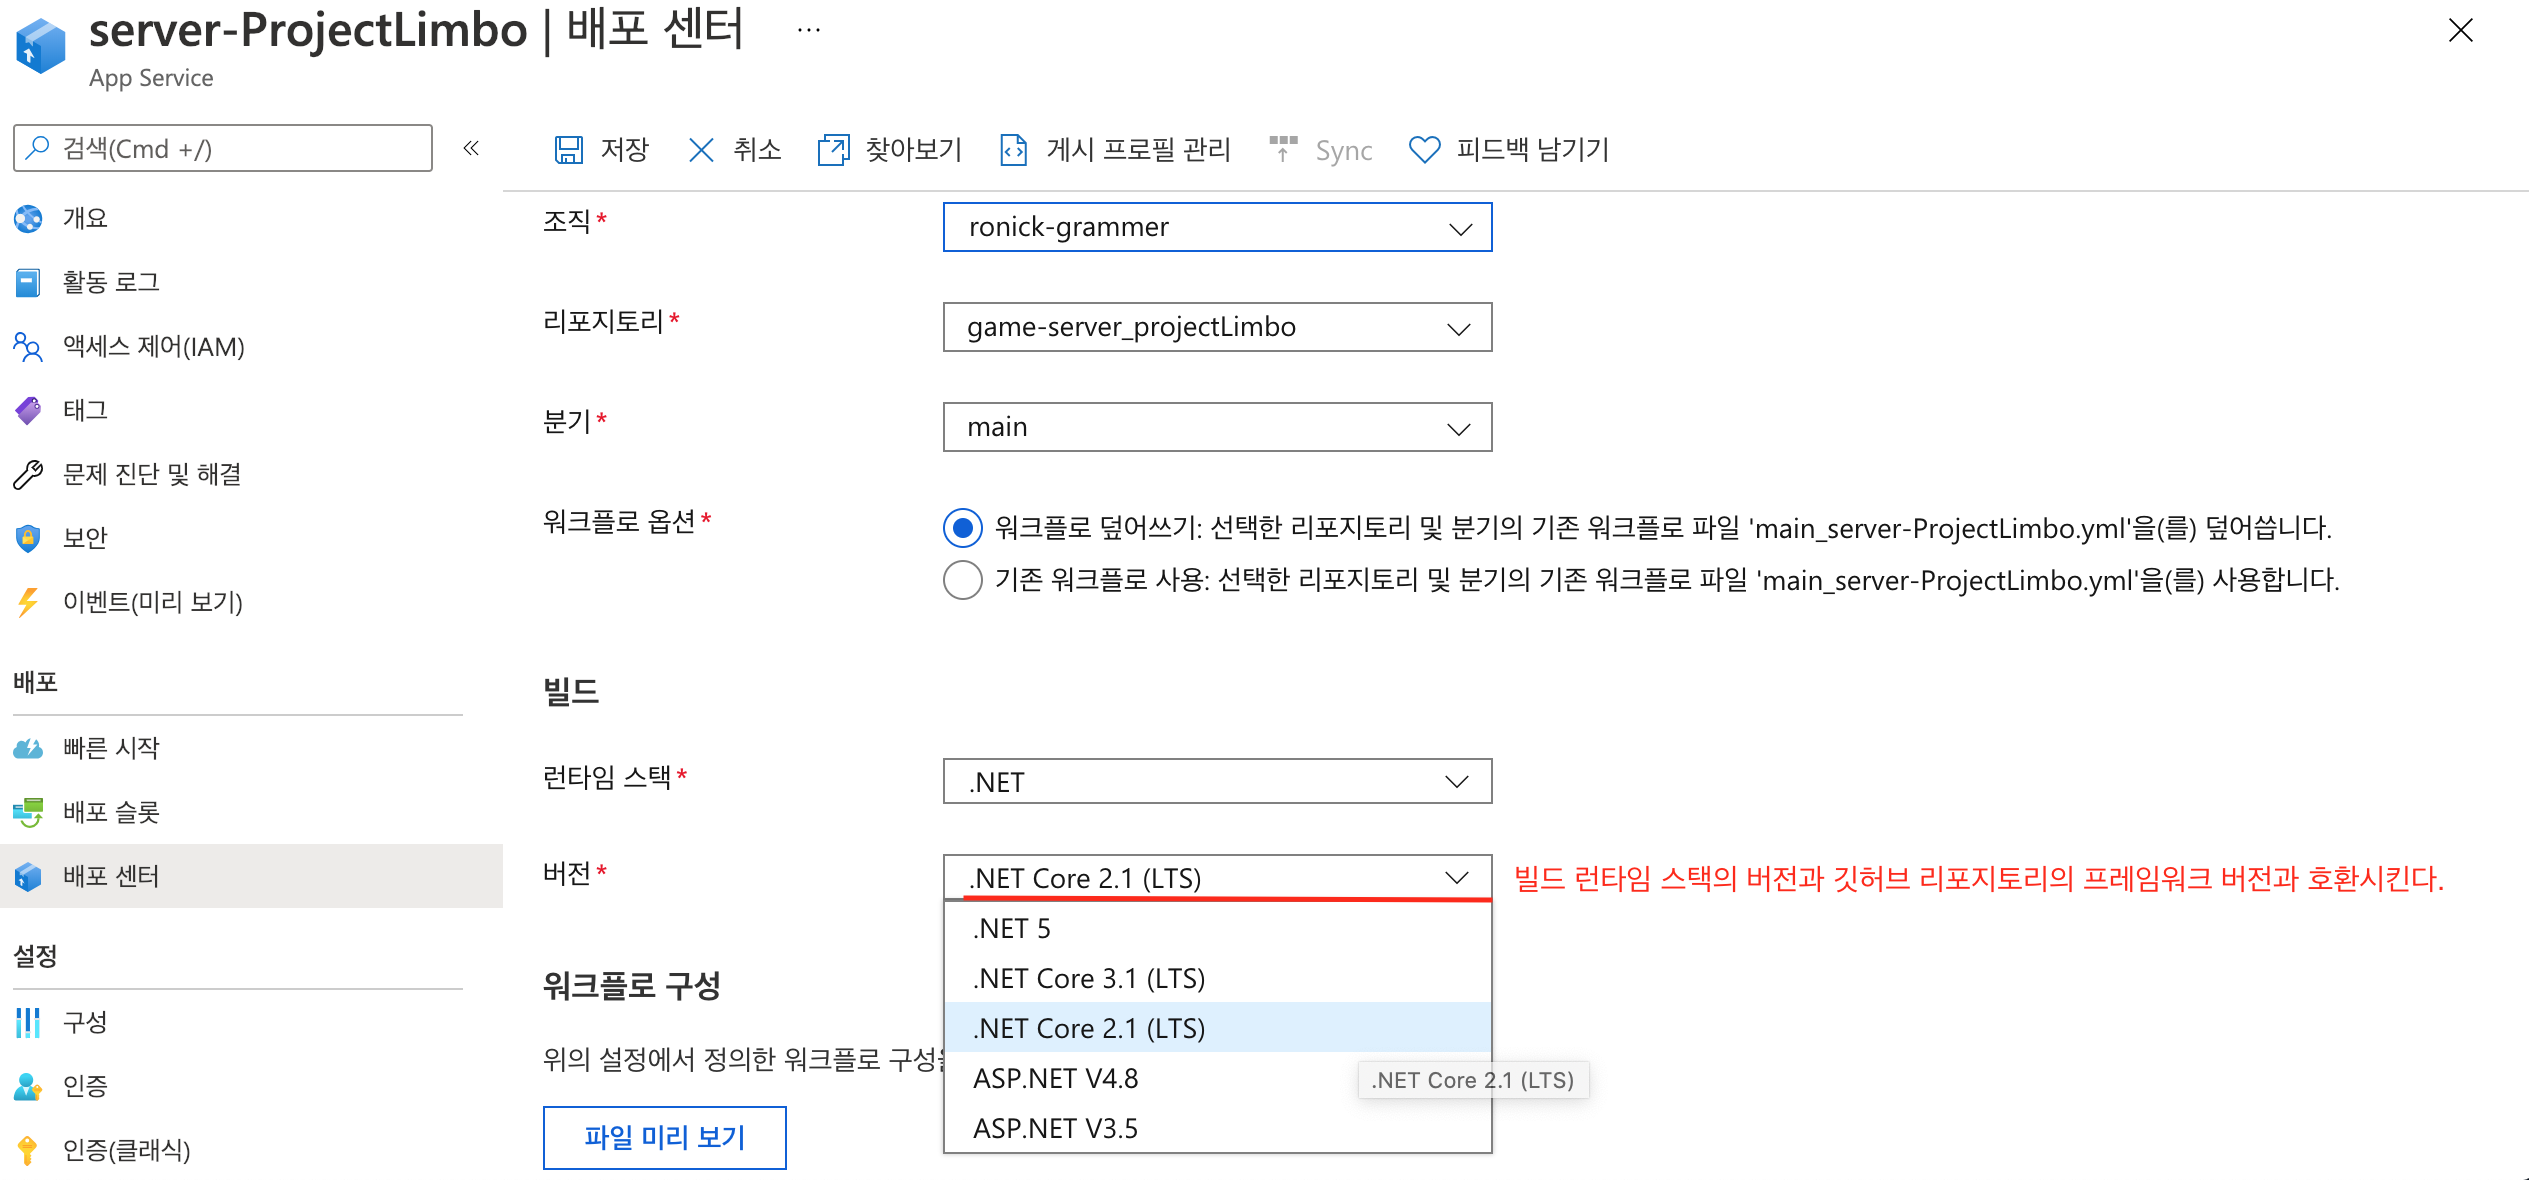 server-ProjectLimbo | 배포 센터 ...
App Service
검색(Cmd +/)
«
개요
활동 로그
액세스 제어(IAM)
태그
문제 진단 및 해결
보안
이벤트(미리 보기)
배포
빠른 시작
배포 슬롯
배포 센터
설정
구성
인증
인증(클래식)
저장 취소 찾아보기 게시 프로필 관리 Sync 피드백 남기기
조직* ronick-grammer
리포지토리* game-server_projectLimbo
분기* main
워크플로 옵션* 워크플로 덮어쓰기: 선택한 리포지토리 및 분기의 기존 워크플로 파일 'main_server-ProjectLimbo.yml'을(를) 덮어씁니다.
기존 워크플로 사용: 선택한 리포지토리 및 분기의 기존 워크플로 파일 'main_server-ProjectLimbo.yml'을(를) 사용합니다.
빌드
런타임 스택* .NET
버전* .NET Core 2.1 (LTS) 빌드 런타임 스택의 버전과 깃허브 리포지토리의 프레임워크 버전과 호환시킨다.
.NET 5
.NET Core 3.1 (LTS)
.NET Core 2.1 (LTS)
ASP.NET V4.8
ASP.NET V3.5
.NET Core 2.1 (LTS)
워크플로 구성
위의 설정에서 정의한 워크플로
파일 미리 보기